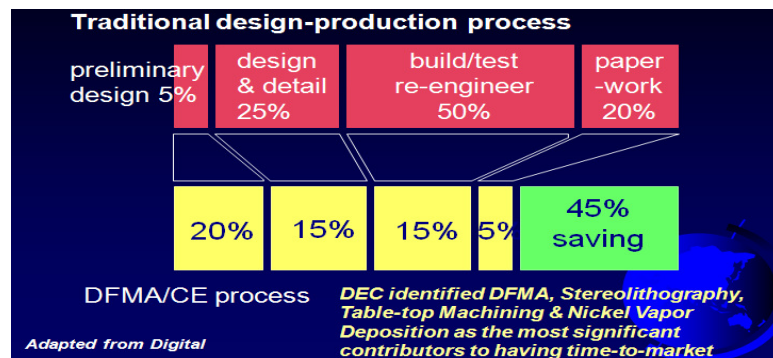 Traditional design-production process
preliminary
design 5%
design
& detail
25%
build/test
re-engineer
50%
paper
-work
20%
20%
15%
15%
5%
45%
saving
DFMA/CE process
DEC identified DFMA, Stereolithography,
Table-top Machining & Nickel Vapor
Deposition as the most significant
contributors to having time-to-market
Adapted from Digital